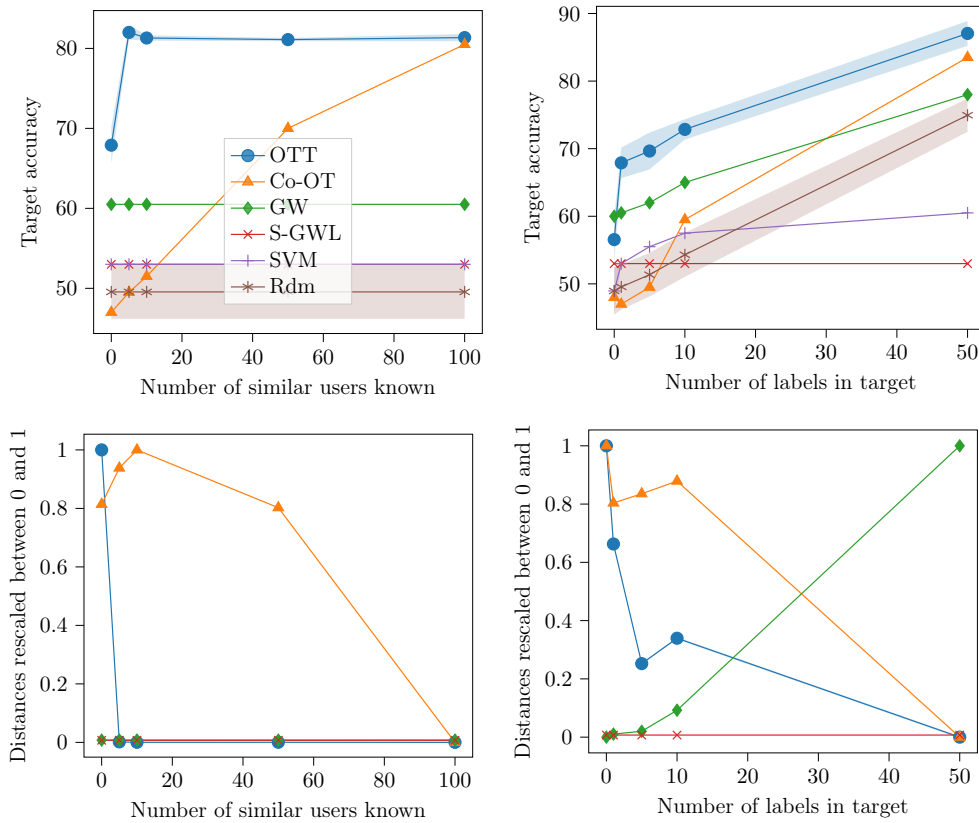 Target accuracy
80
70
60
50
0 20 40 60 80 100
Number of similar users known
OTT
Co-OT
GW
S-GWL
SVM
Rdm
Target accuracy
90
80
70
60
50
0 10 20 30 40 50
Number of labels in target
Distances rescaled between 0 and 1
1
0.8
0.6
0.4
0.2
0
0 20 40 60 80 100
Number of similar users known
Distances rescaled between 0 and 1
1
0.8
0.6
0.4
0.2
0
0 10 20 30 40 50
Number of labels in target